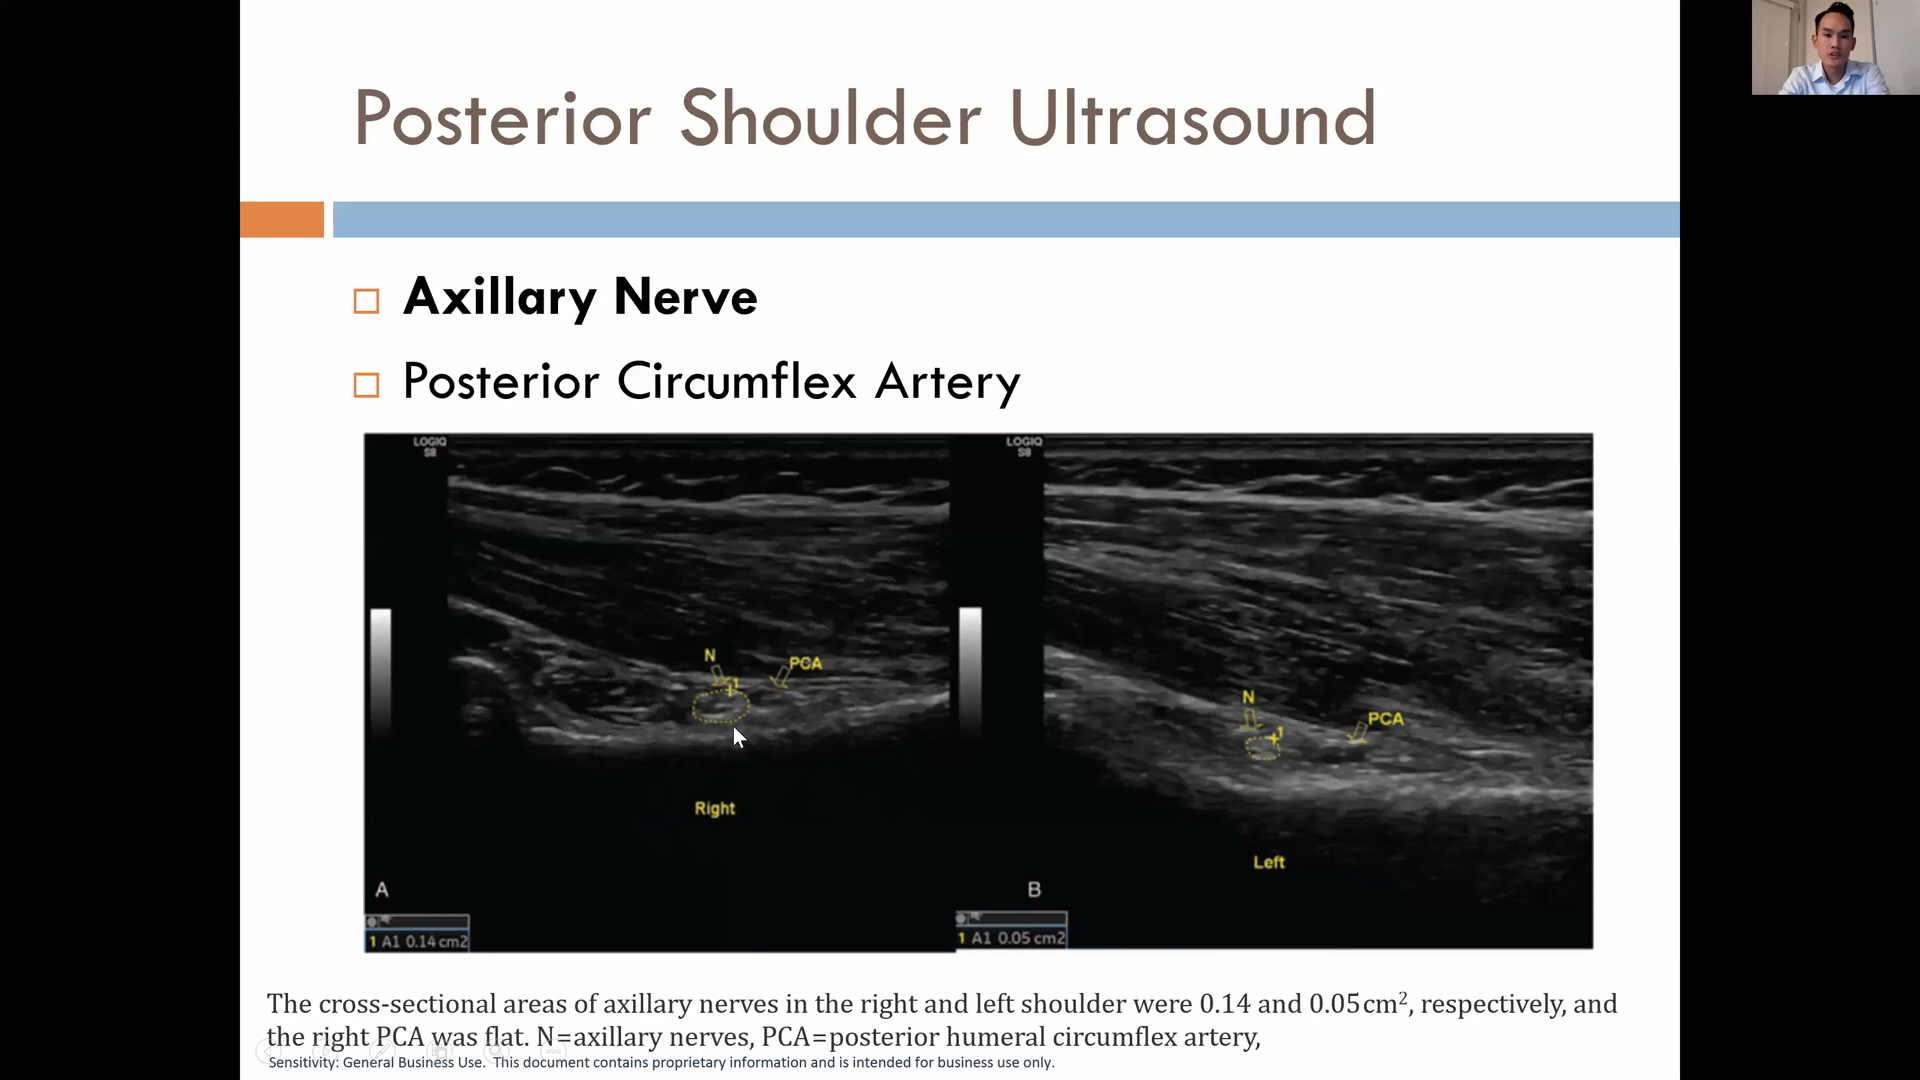 Posterior Shoulder Ultrasound
Axillary Nerve
Posterior Circumflex Artery
LOGIQ
S8
LOGIQ
S8
N
PCA
1
Right
N
PCA
1
Left
A
B
1 A1 0.14 cm2
1 A1 0.05 cm2
The cross-sectional areas of axillary nerves in the right and left shoulder were 0.14 and 0.05 cm², respectively, and
the right PCA was flat. N=axillary nerves, PCA=posterior humeral circumflex artery,
Sensitivity: General Business Use. This document contains proprietary information and is intended for business use only.